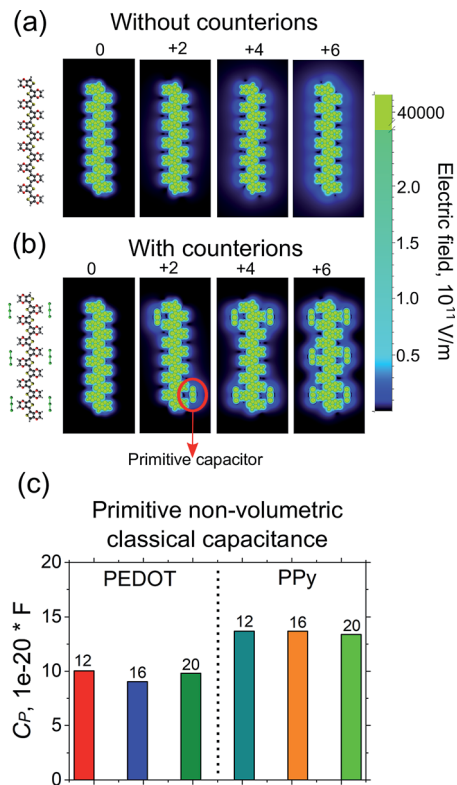 (a)
Without counterions
0 +2 +4 +6
40000
2.0
1.5
1.0
0.5
Electric field, 10¹¹ V/m
(b)
With counterions
0 +2 +4 +6
Primitive capacitor
(c)
Primitive non-volumetric
classical capacitance
20
15
10
5
0
C_P, 1e-20 * F
PEDOT PPy
12 16 20 12 16 20